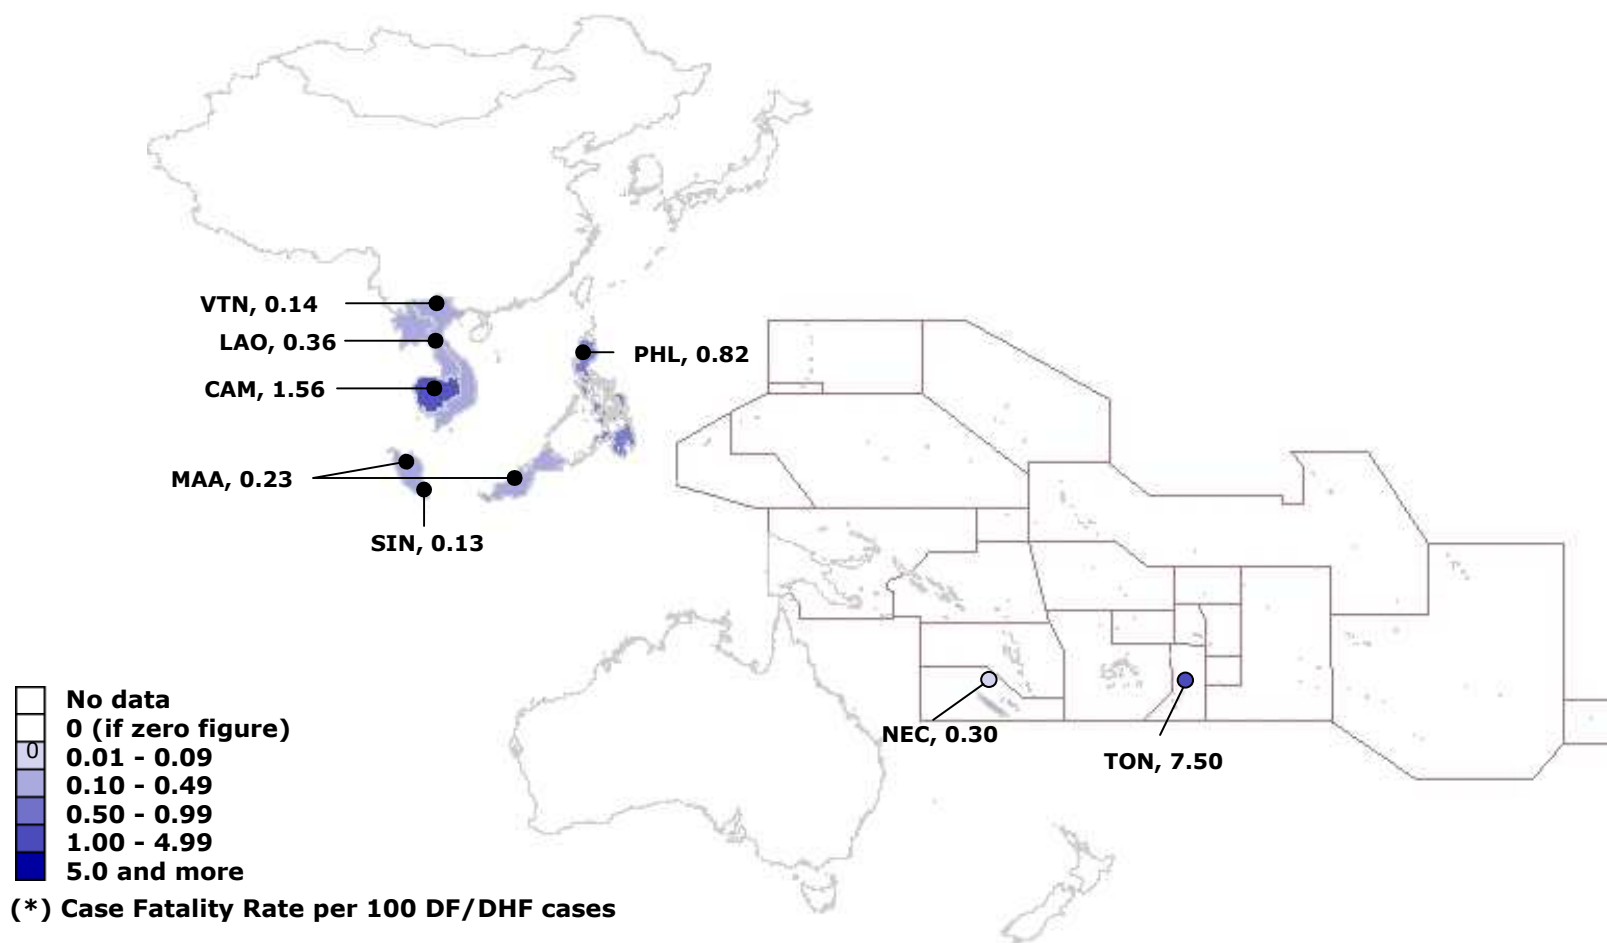 VTN, 0.14
LAO, 0.36
PHL, 0.82
CAM, 1.56
MAA, 0.23
SIN, 0.13
NEC, 0.30
TON, 7.50
No data
0 (if zero figure)
0
0.01 - 0.09
0.10 - 0.49
0.50 - 0.99
1.00 - 4.99
5.0 and more
(*) Case Fatality Rate per 100 DF/DHF cases